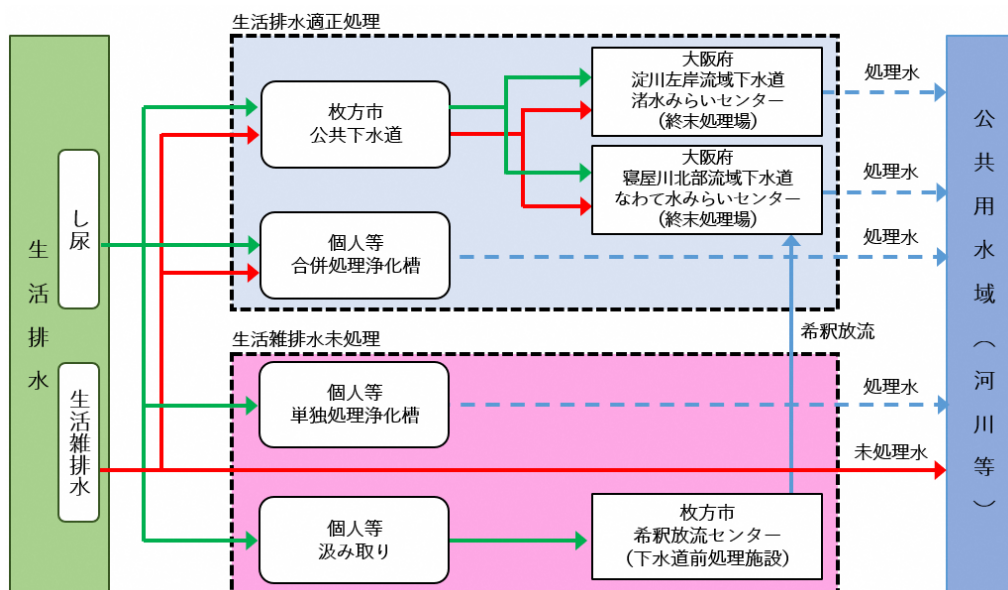 生活排水適正処理
生活排水
し尿
生活雑排水
枚方市
公共下水道
大阪府
淀川左岸流域下水道
渚水みらいセンター
(終末処理場)
大阪府
寝屋川北部流域下水道
なわて水みらいセンター
(終末処理場)
個人等
合併処理浄化槽
処理水
処理水
処理水
希釈放流
生活雑排水未処理
個人等
単独処理浄化槽
処理水
未処理水
個人等
汲み取り
枚方市
希釈放流センター
(下水道前処理施設)
公共用水域(河川等)